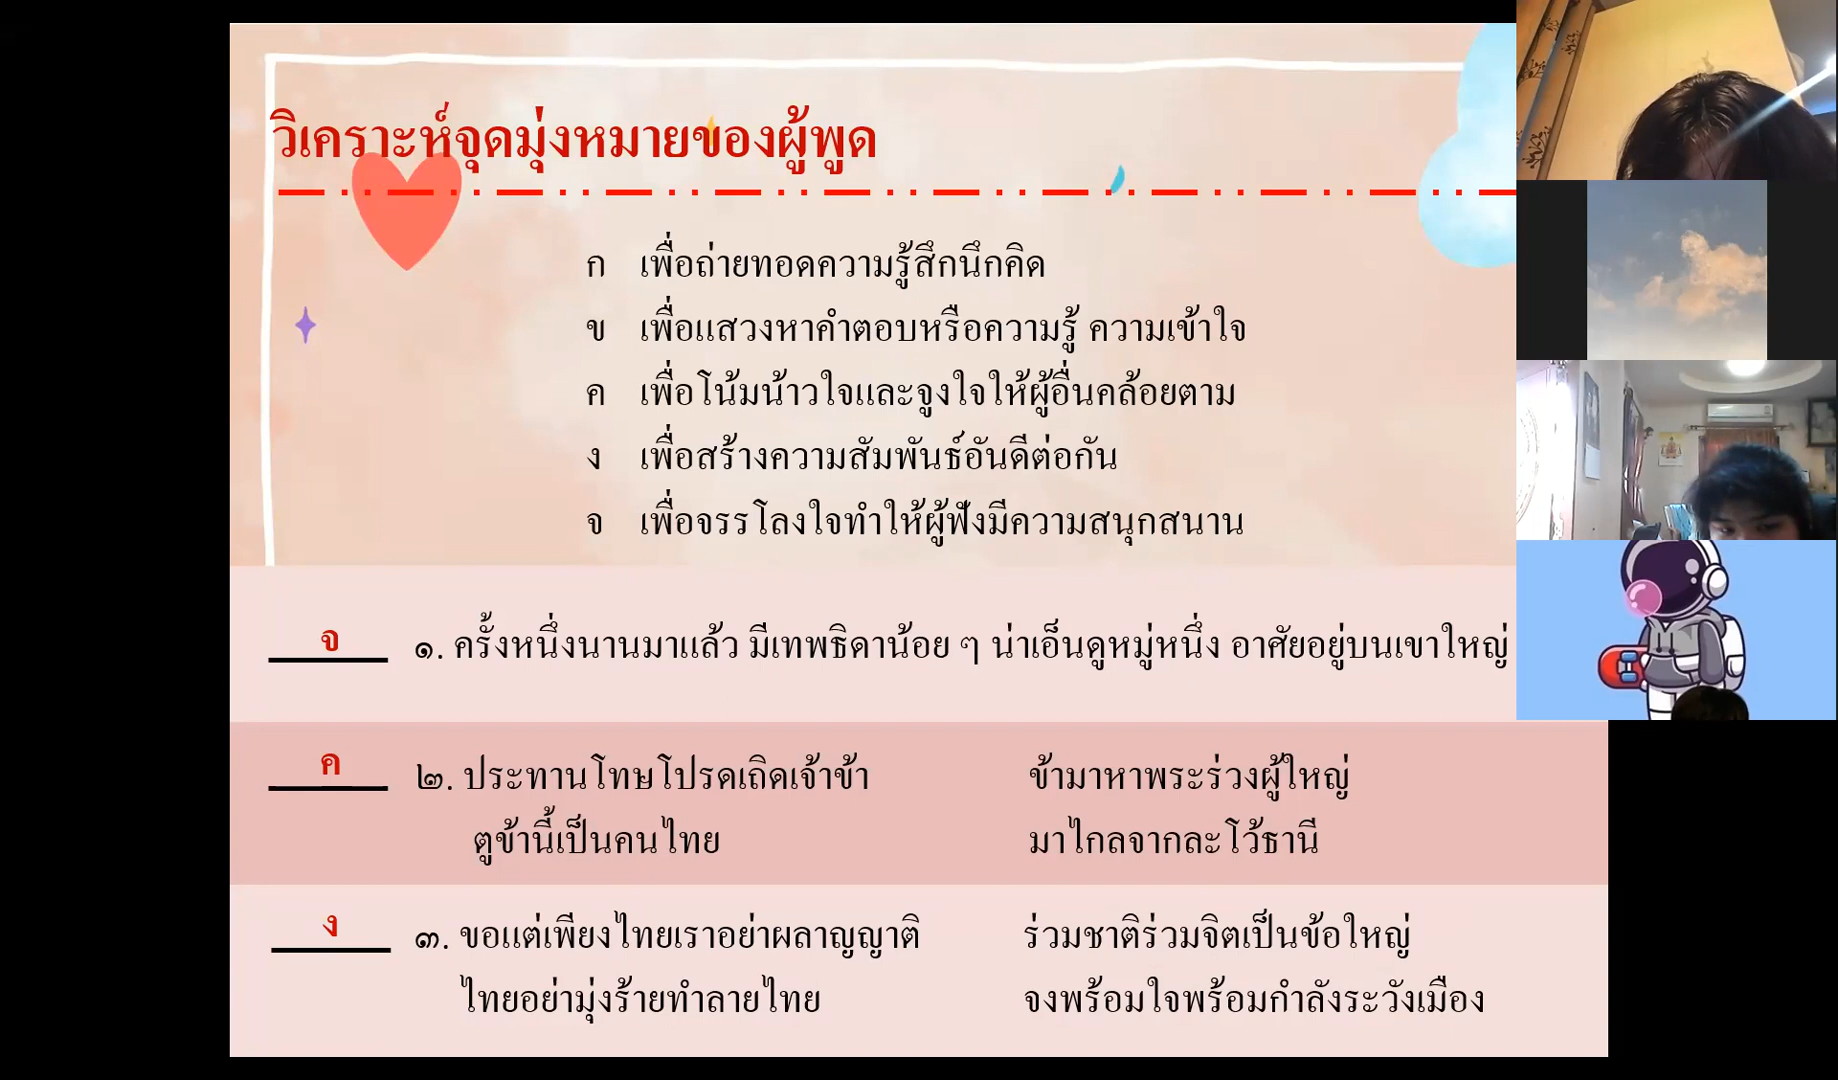 วิเคราะห์จุดมุ่งหมายของผู้พูด
ก เพื่อถ่ายทอดความรู้สึกนึกคิด
ข เพื่อแสวงหาคำตอบหรือความรู้ ความเข้าใจ
ค เพื่อโน้มน้าวใจและจูงใจให้ผู้อื่นคล้อยตาม
ง เพื่อสร้างความสัมพันธ์อันดีต่อกัน
จ เพื่อจรรโลงใจทำให้ผู้ฟังมีความสนุกสนาน
จ ๑. ครั้งหนึ่งนานมาแล้ว มีเทพธิดาน้อย ๆ น่าเอ็นดูหมู่หนึ่ง อาศัยอยู่บนเขาใหญ่
ค ๒. ประทานโทษโปรดเถิดเจ้าข้า ข้ามาหาพระร่วงผู้ใหญ่
ตูข้านี้เป็นคนไทย มาไกลจากละโว้ธานี
ง ๓. ขอแต่เพียงไทยเราอย่าผลาญญาติ ร่วมชาติร่วมจิตเป็นข้อใหญ่
ไทยอย่ามุ่งร้ายทำลายไทย จงพร้อมใจพร้อมกำลังระวังเมือง